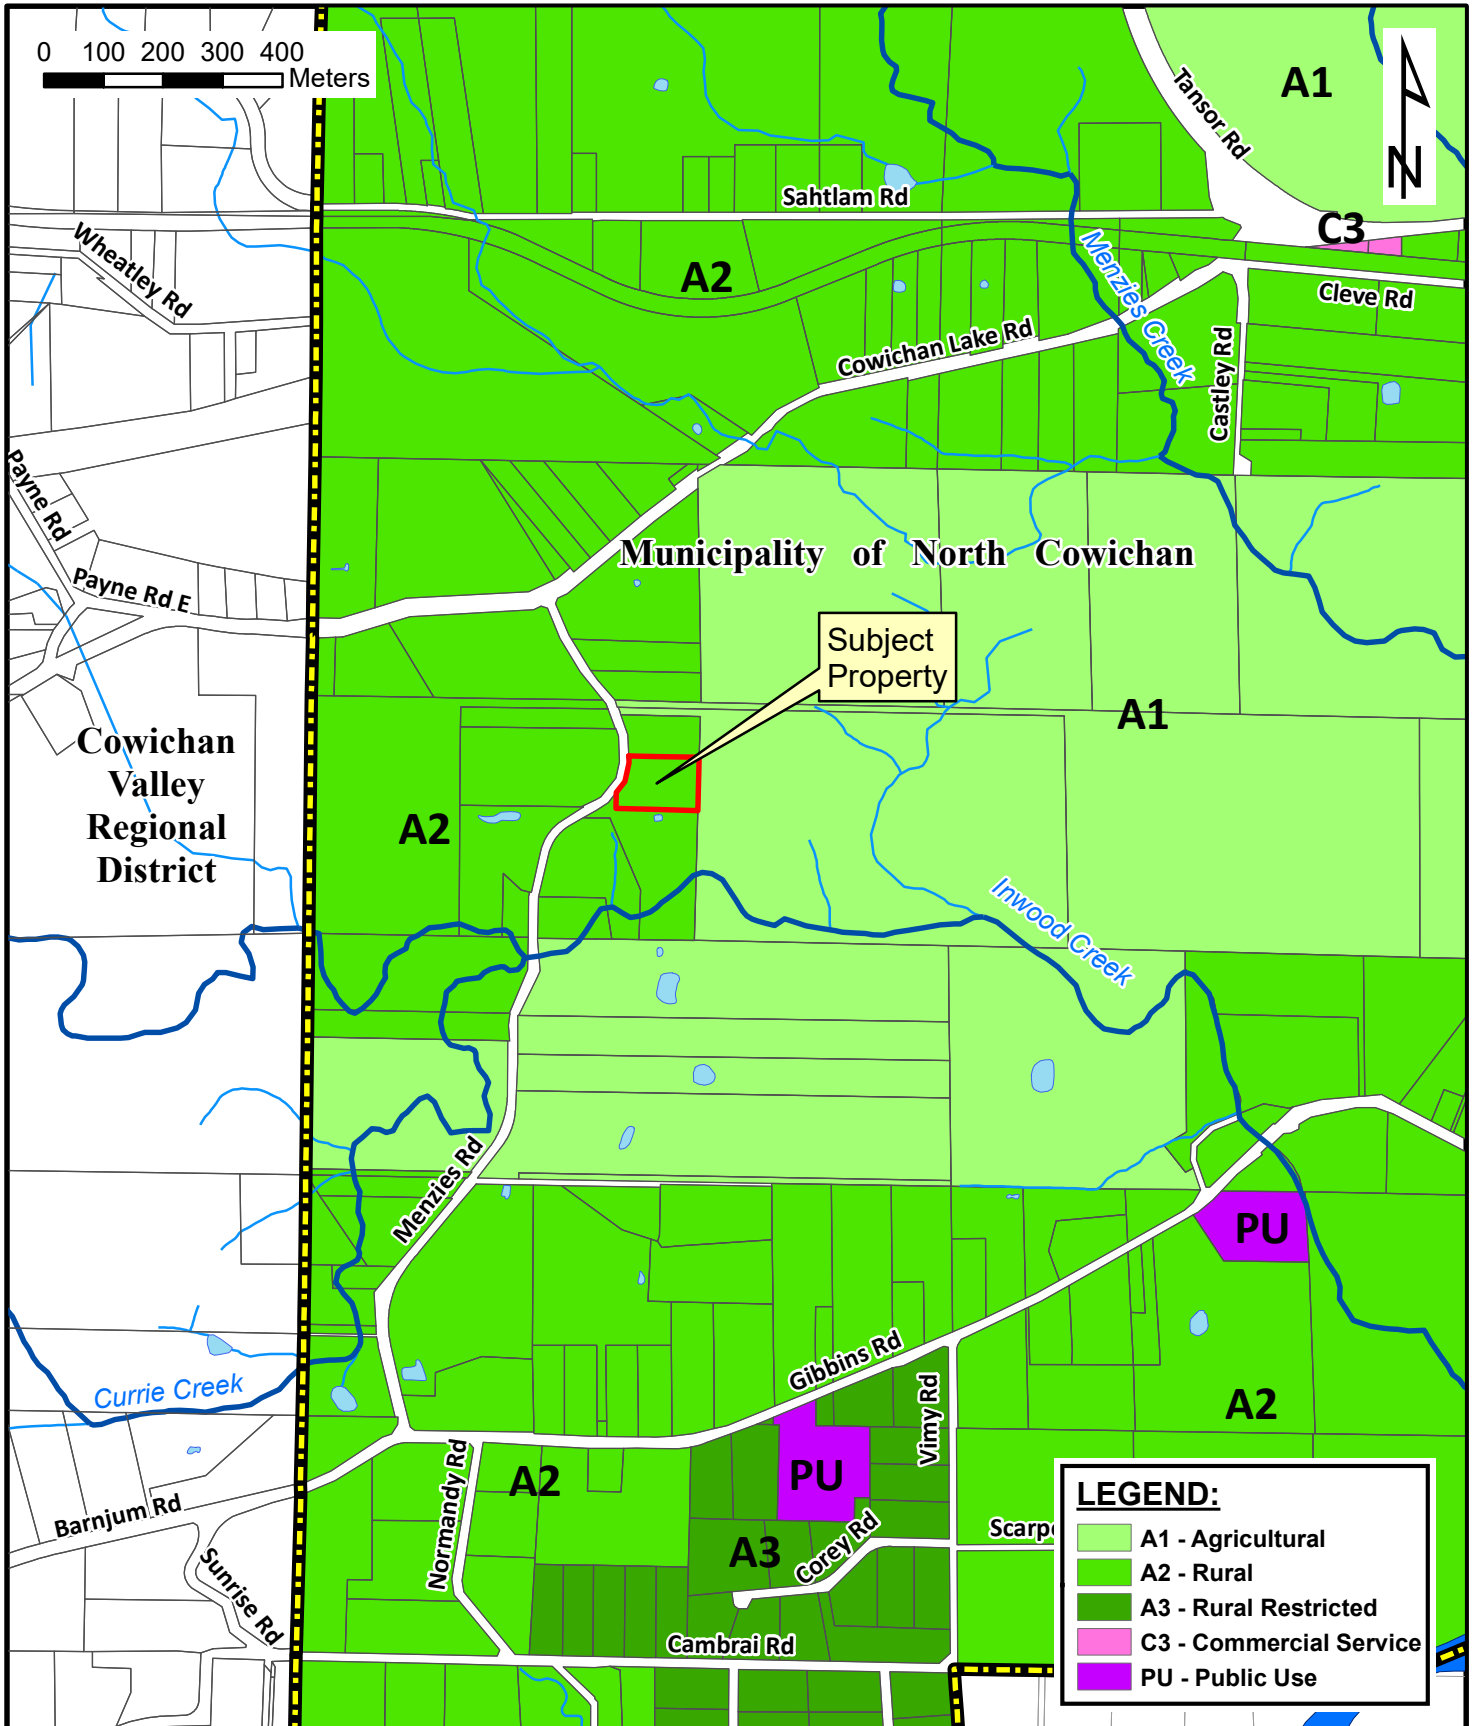 0 100 200 300 400
Meters
A1
Tansor Rd
N
Sahtlam Rd
C3
Wheatley Rd
A2
Menzies Creek
Cleve Rd
Cowichan Lake Rd
Castley Rd
Payne Rd
Municipality of North Cowichan
Payne Rd E
Subject
Property
A1
Cowichan
Valley
Regional
District
A2
Inwood Creek
Menzies Rd
PU
Gibbins Rd
Currie Creek
Vimy Rd
A2
Normandy Rd
A2
PU
Barnjum Rd
Scarpe
A3
Corey Rd
Sunrise Rd
Cambrai Rd
LEGEND:
A1 - Agricultural
A2 - Rural
A3 - Rural Restricted
C3 - Commercial Service
PU - Public Use